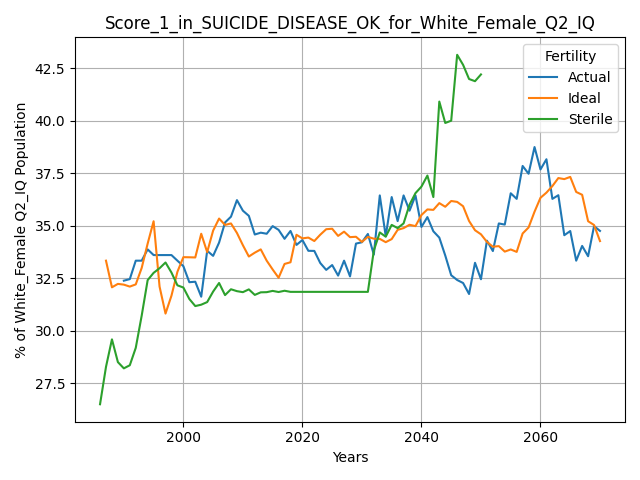 Score_1_in_SUICIDE_DISEASE_OK_for_White_Female_Q2_IQ
% of White_Female Q2_IQ Population
42.5
40.0
37.5
35.0
32.5
30.0
27.5
Fertility
Actual
Ideal
Sterile
2000
2020
2040
2060
Years